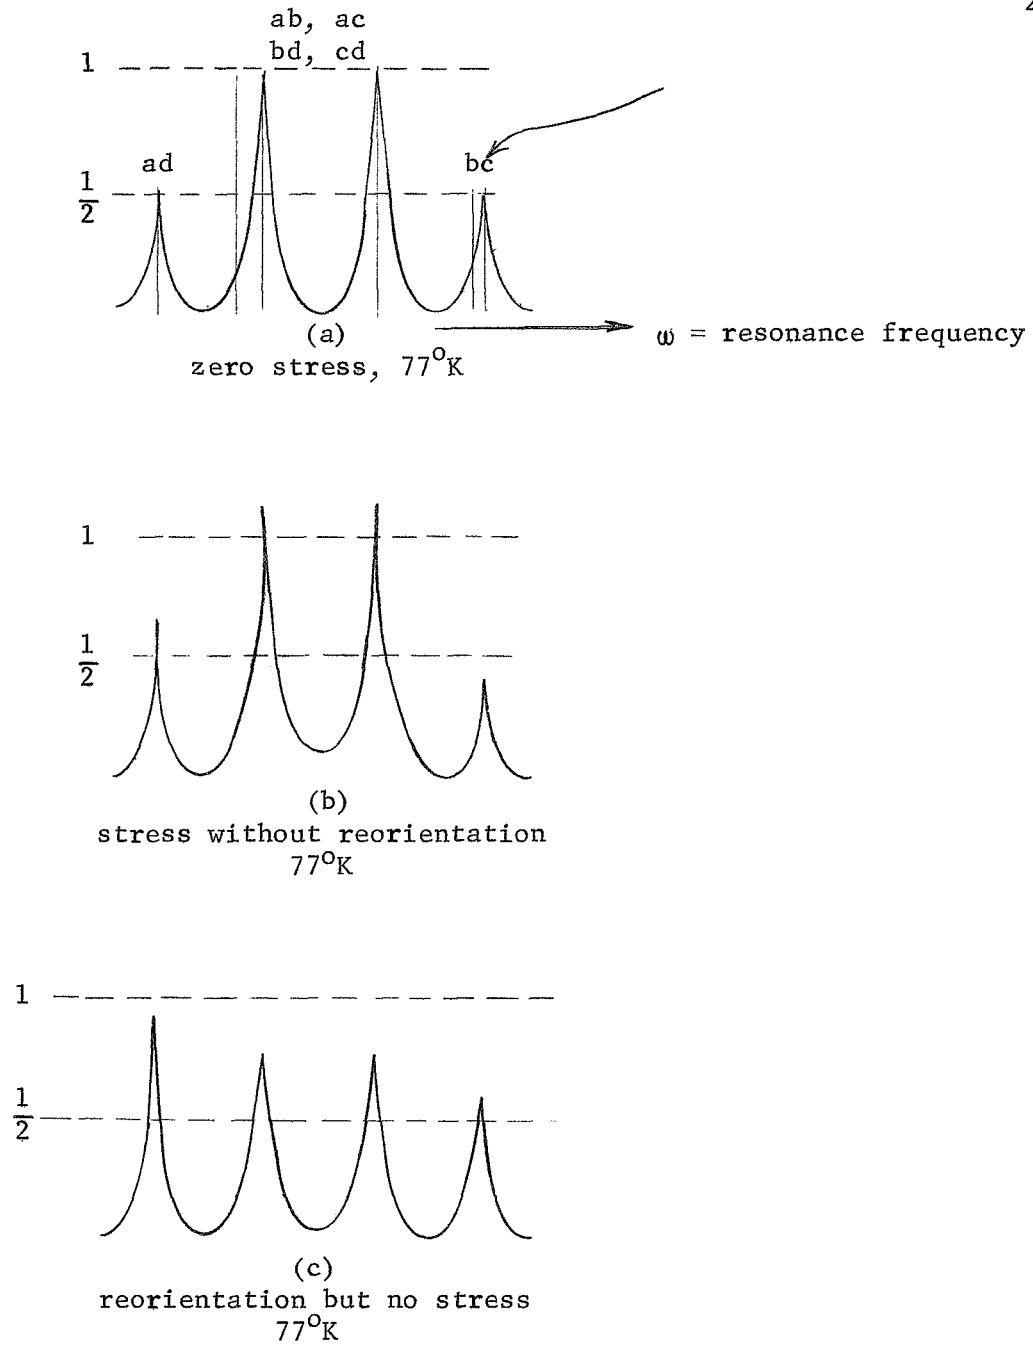 ab, ac
bd, cd
1
ad
bc
1/2
(a)
ω = resonance frequency
zero stress, 77°K
1
1/2
(b)
stress without reorientation
77°K
1
1/2
(c)
reorientation but no stress
77°K